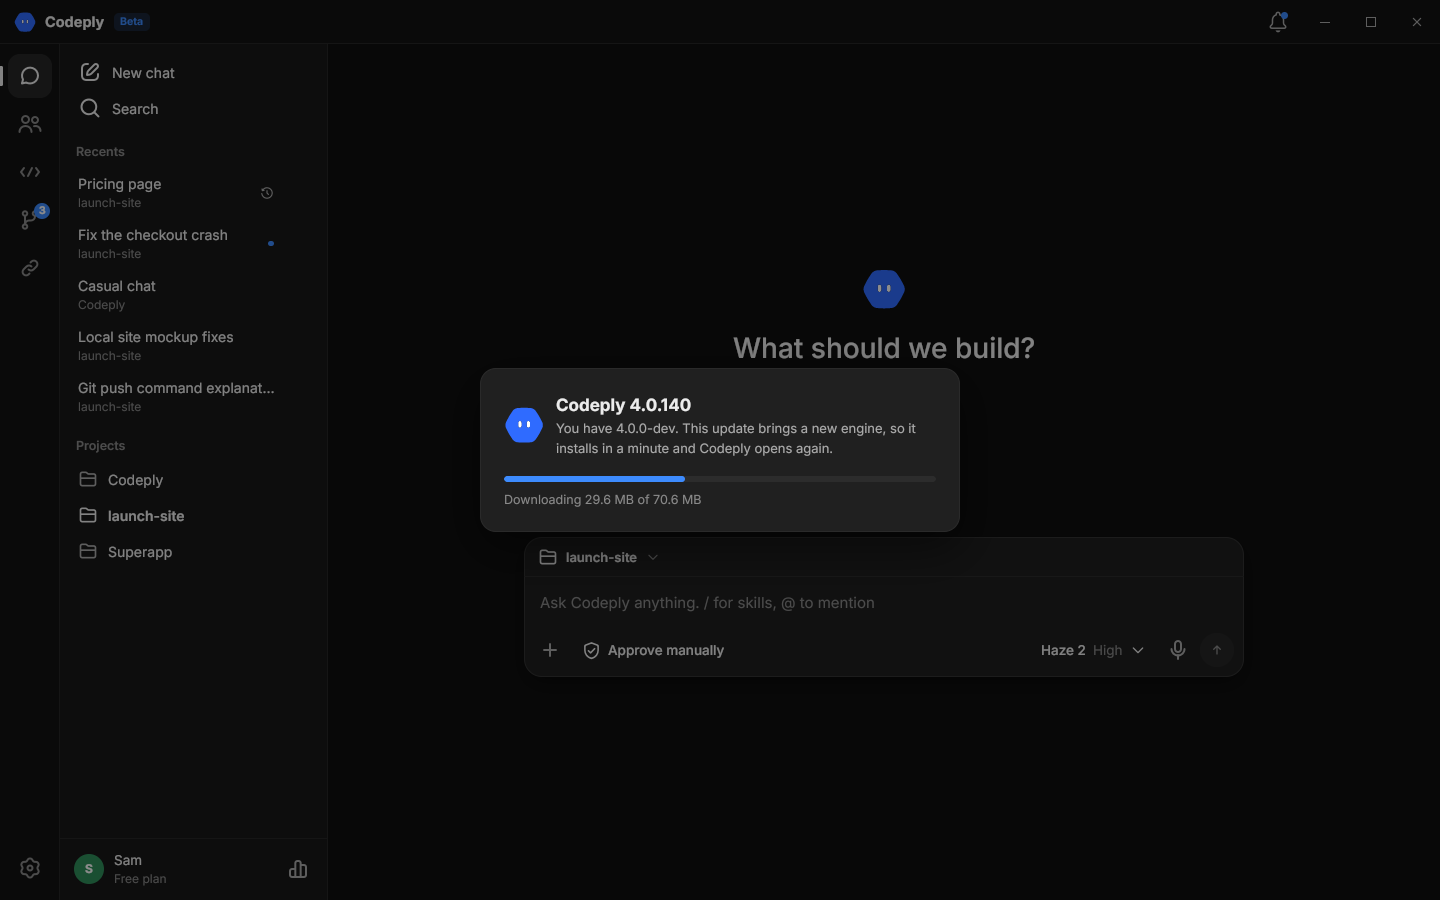 Codeply Beta
New chat
Search
Recents
Pricing page
launch-site
Fix the checkout crash
launch-site
Casual chat
Codeply
Local site mockup fixes
launch-site
Git push command explanat...
launch-site
Projects
Codeply
launch-site
Superapp
3
S
Sam
Free plan
What should we build?
Codeply 4.0.140
You have 4.0.0-dev. This update brings a new engine, so it
installs in a minute and Codeply opens again.
Downloading 29.6 MB of 70.6 MB
launch-site
Ask Codeply anything. / for skills, @ to mention
Approve manually
Haze 2 High